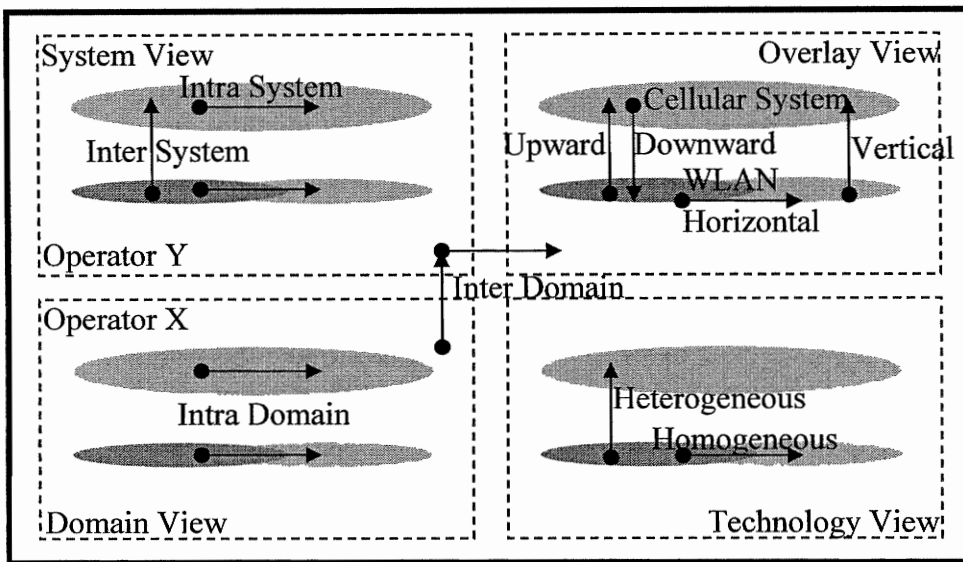 System View
Intra System
Inter System
Operator Y
Overlay View
Cellular System
Upward
Downward
Vertical
WLAN
Horizontal
Inter Domain
Operator X
Intra Domain
Domain View
Heterogeneous
Homogeneous
Technology View